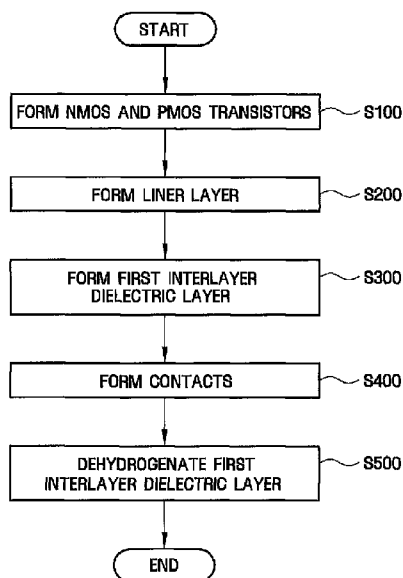 START
FORM NMOS AND PMOS TRANSISTORS
S100
FORM LINER LAYER
S200
FORM FIRST INTERLAYER
DIELECTRIC LAYER
S300
FORM CONTACTS
S400
DEHYDROGENATE FIRST
INTERLAYER DIELECTRIC LAYER
S500
END